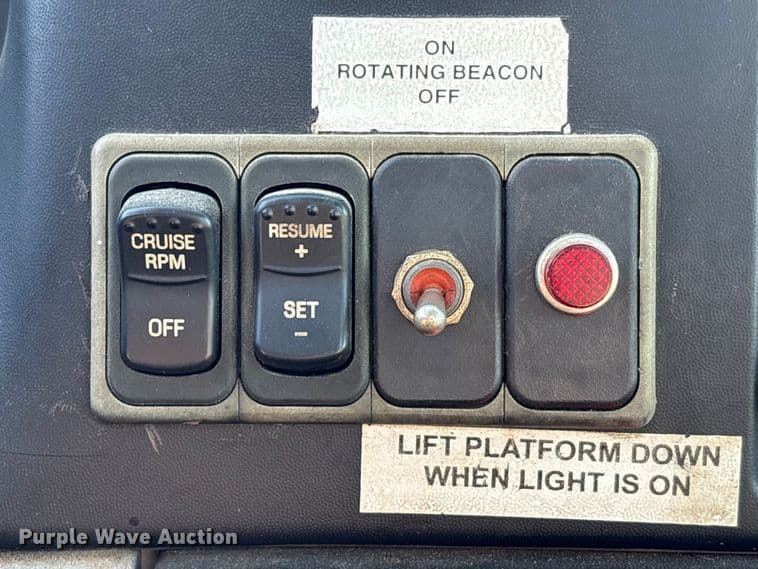 ON
ROTATING BEACON
OFF
CRUISE
RPM
OFF
RESUME
+
SET
-
LIFT PLATFORM DOWN
WHEN LIGHT IS ON
Purple Wave Auction